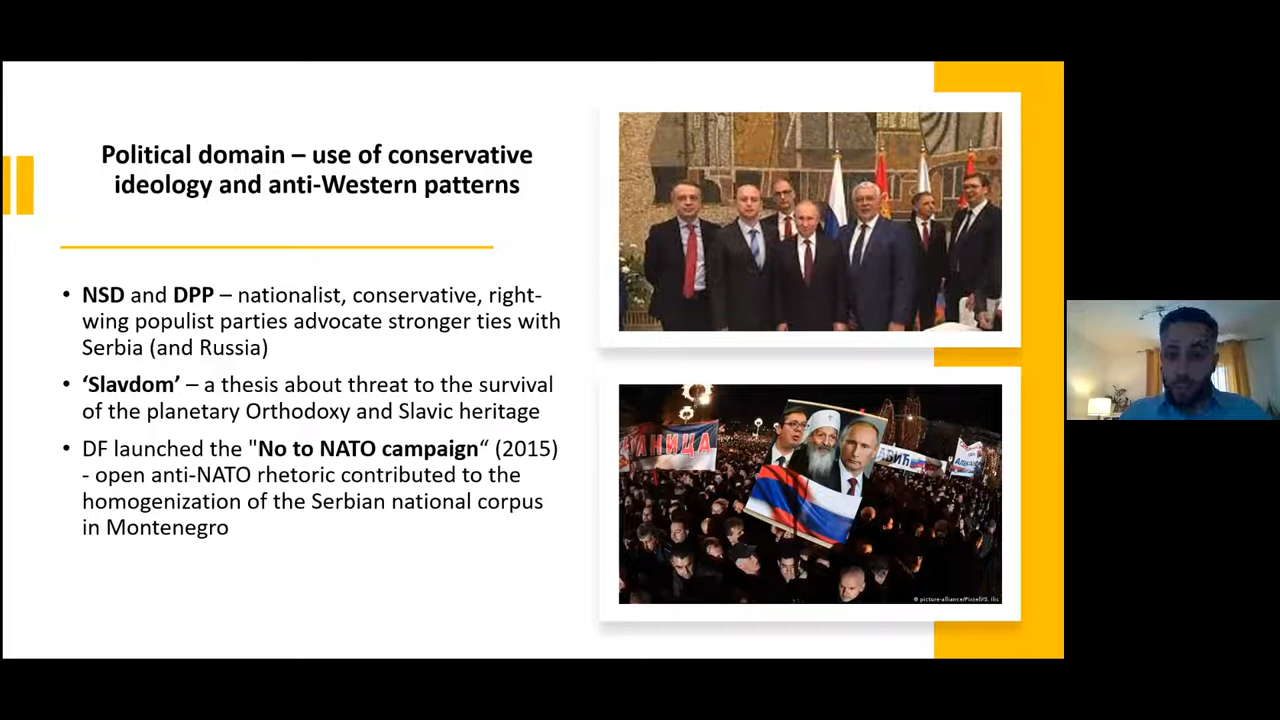 Political domain – use of conservative
ideology and anti-Western patterns
• NSD and DPP – nationalist, conservative, right-
wing populist parties advocate stronger ties with
Serbia (and Russia)
• ‘Slavdom’ – a thesis about threat to the survival
of the planetary Orthodoxy and Slavic heritage
• DF launched the "No to NATO campaign“ (2015)
- open anti-NATO rhetoric contributed to the
homogenization of the Serbian national corpus
in Montenegro
© picture-alliance/Pixsell/S. Ilic